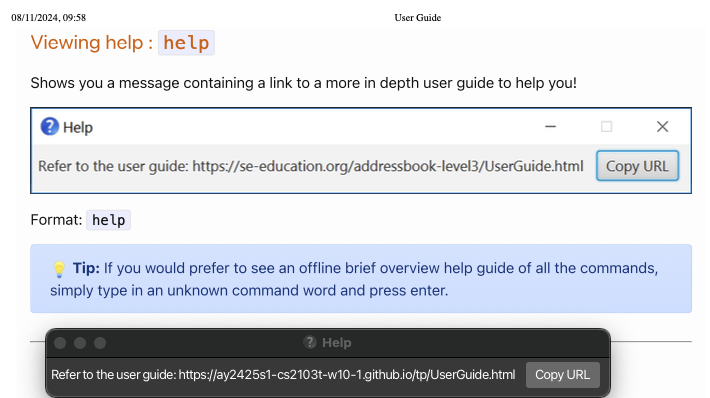 08/11/2024, 09:58 User Guide
Viewing help : help
Shows you a message containing a link to a more in depth user guide to help you!
Help
Refer to the user guide: https://se-education.org/addressbook-level3/UserGuide.html Copy URL
Format: help
Tip: If you would prefer to see an offline brief overview help guide of all the commands,
simply type in an unknown command word and press enter.
Help
Refer to the user guide: https://ay2425s1-cs2103t-w10-1.github.io/tp/UserGuide.html Copy URL